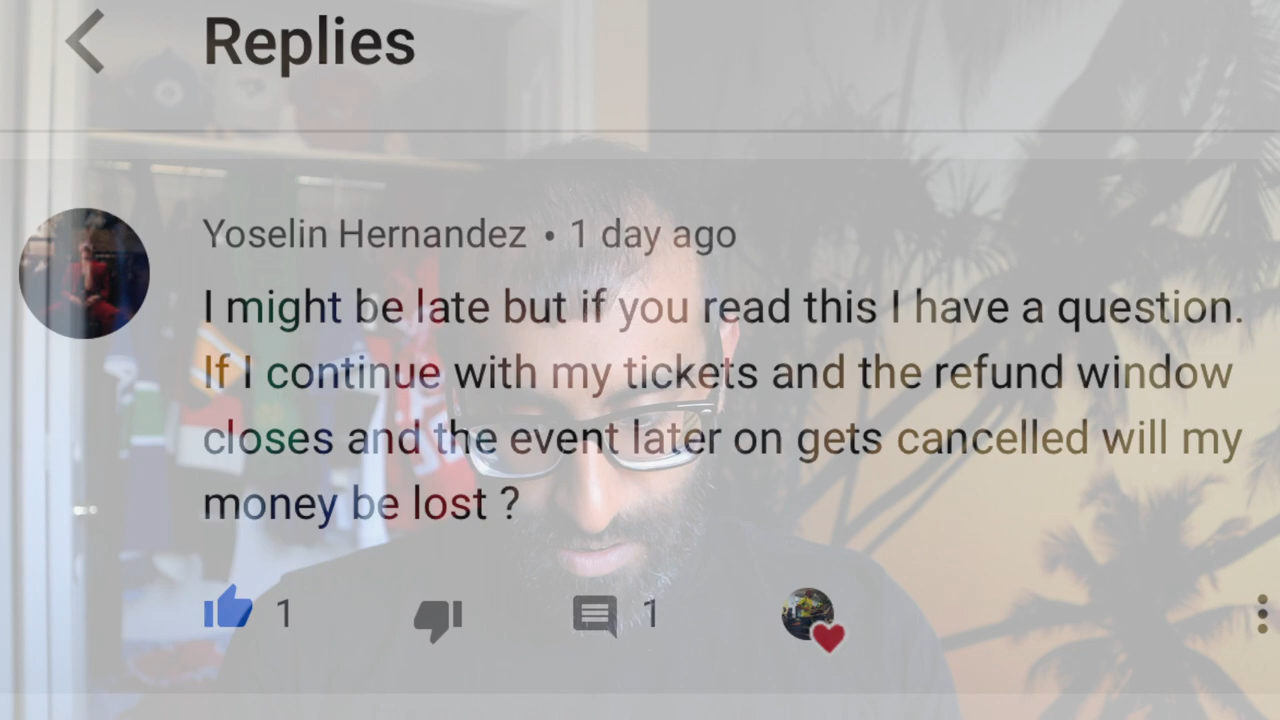 Replies
Yoselin Hernandez • 1 day ago
I might be late but if you read this I have a question.
If I continue with my tickets and the refund window
closes and the event later on gets cancelled will my
money be lost ?
1
1